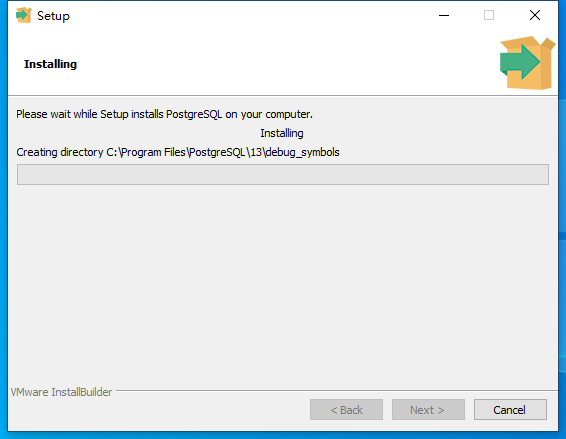 Setup
Installing
Please wait while Setup installs PostgreSQL on your computer.
Installing
Creating directory C:\Program Files\PostgreSQL\13\debug_symbols
VMware InstallBuilder
< Back
Next >
Cancel